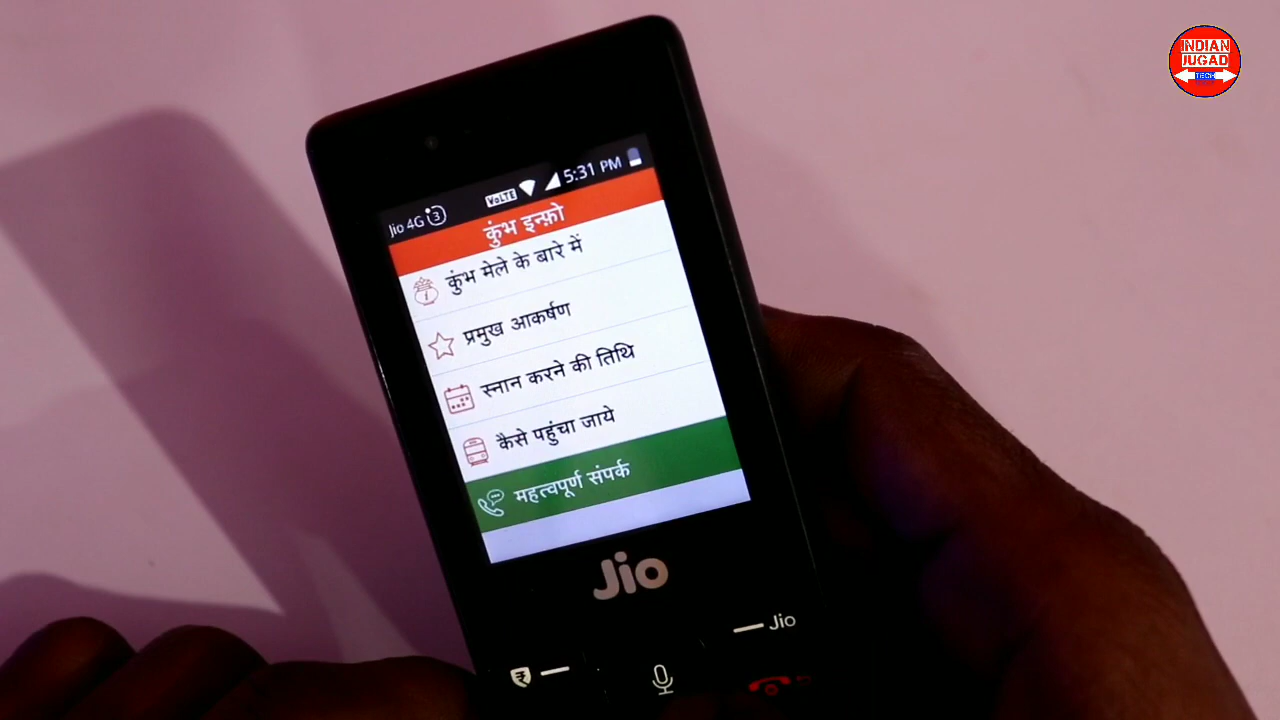 INDIAN
JUGAD
TECH
Jio 4G 3 VoLTE 5:31 PM
कुंभ इन्फ़ो
कुंभ मेले के बारे में
प्रमुख आकर्षण
स्नान करने की तिथि
कैसे पहुंचा जाये
महत्वपूर्ण संपर्क
Jio
Jio
₹